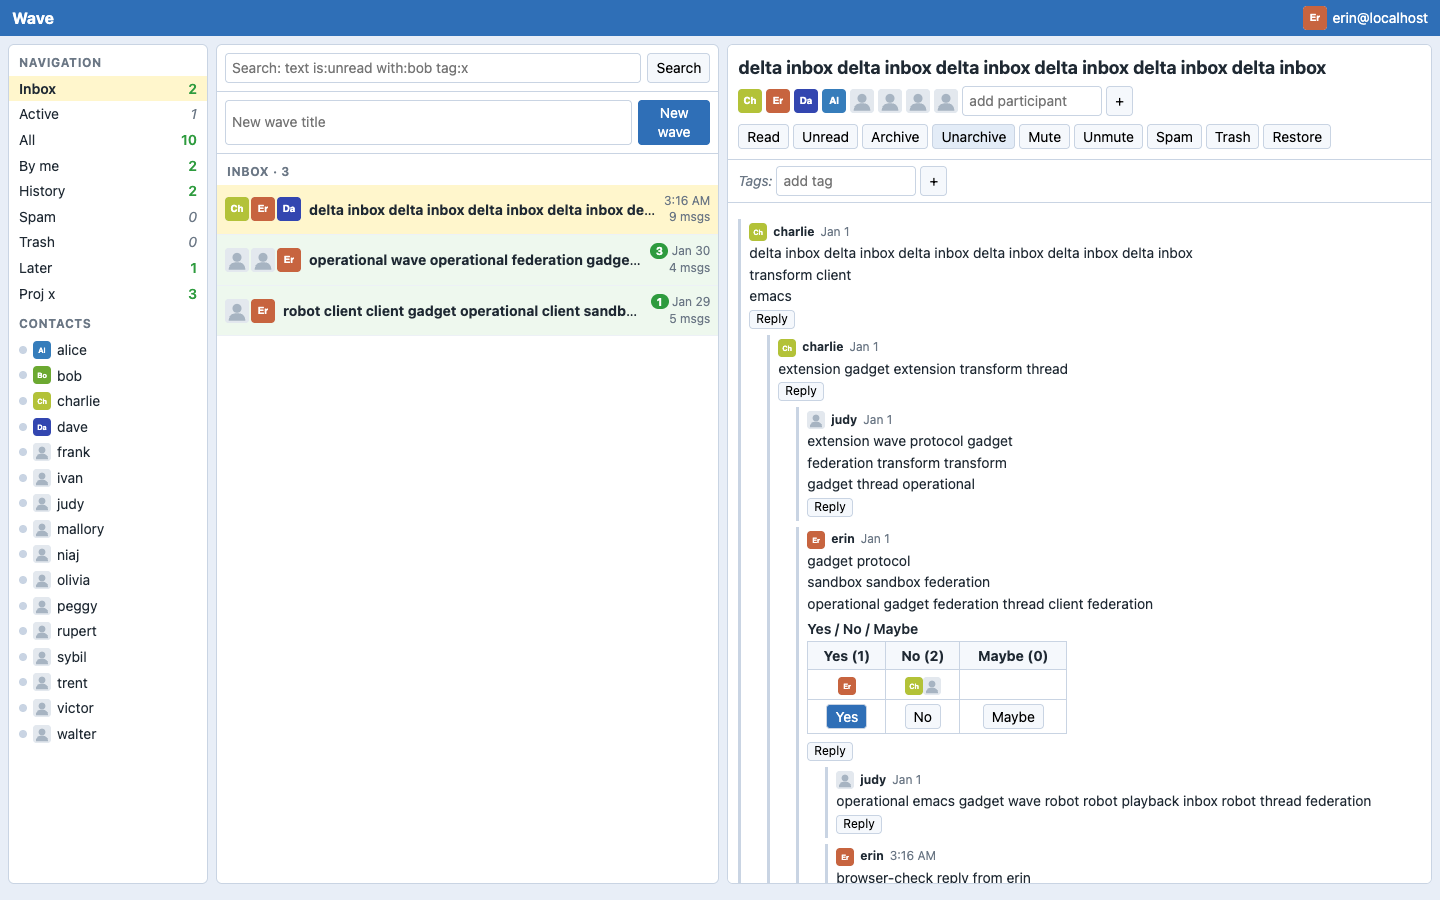 Wave
Er erin@localhost
NAVIGATION
Inbox 2
Active 1
All 10
By me 2
History 2
Spam 0
Trash 0
Later 1
Proj x 3
CONTACTS
Al alice
Bo bob
Ch charlie
Da dave
frank
ivan
judy
mallory
niaj
olivia
peggy
rupert
sybil
trent
victor
walter
Search: text is:unread with:bob tag:x Search
New wave title New wave
INBOX · 3
Ch Er Da delta inbox delta inbox delta inbox delta inbox de... 3:16 AM
9 msgs
Er operational wave operational federation gadge... 3 Jan 30
4 msgs
Er robot client client gadget operational client sandb... 1 Jan 29
5 msgs
delta inbox delta inbox delta inbox delta inbox delta inbox delta inbox
Ch Er Da Al add participant +
Read Unread Archive Unarchive Mute Unmute Spam Trash Restore
Tags: add tag +
Ch charlie Jan 1
delta inbox delta inbox delta inbox delta inbox delta inbox delta inbox
transform client
emacs
Reply
Ch charlie Jan 1
extension gadget extension transform thread
Reply
judy Jan 1
extension wave protocol gadget
federation transform transform
gadget thread operational
Reply
Er erin Jan 1
gadget protocol
sandbox sandbox federation
operational gadget federation thread client federation
Yes / No / Maybe
Yes (1) No (2) Maybe (0)
Er Ch
Yes No Maybe
Reply
judy Jan 1
operational emacs gadget wave robot robot playback inbox robot thread federation
Reply
Er erin 3:16 AM
browser-check reply from erin